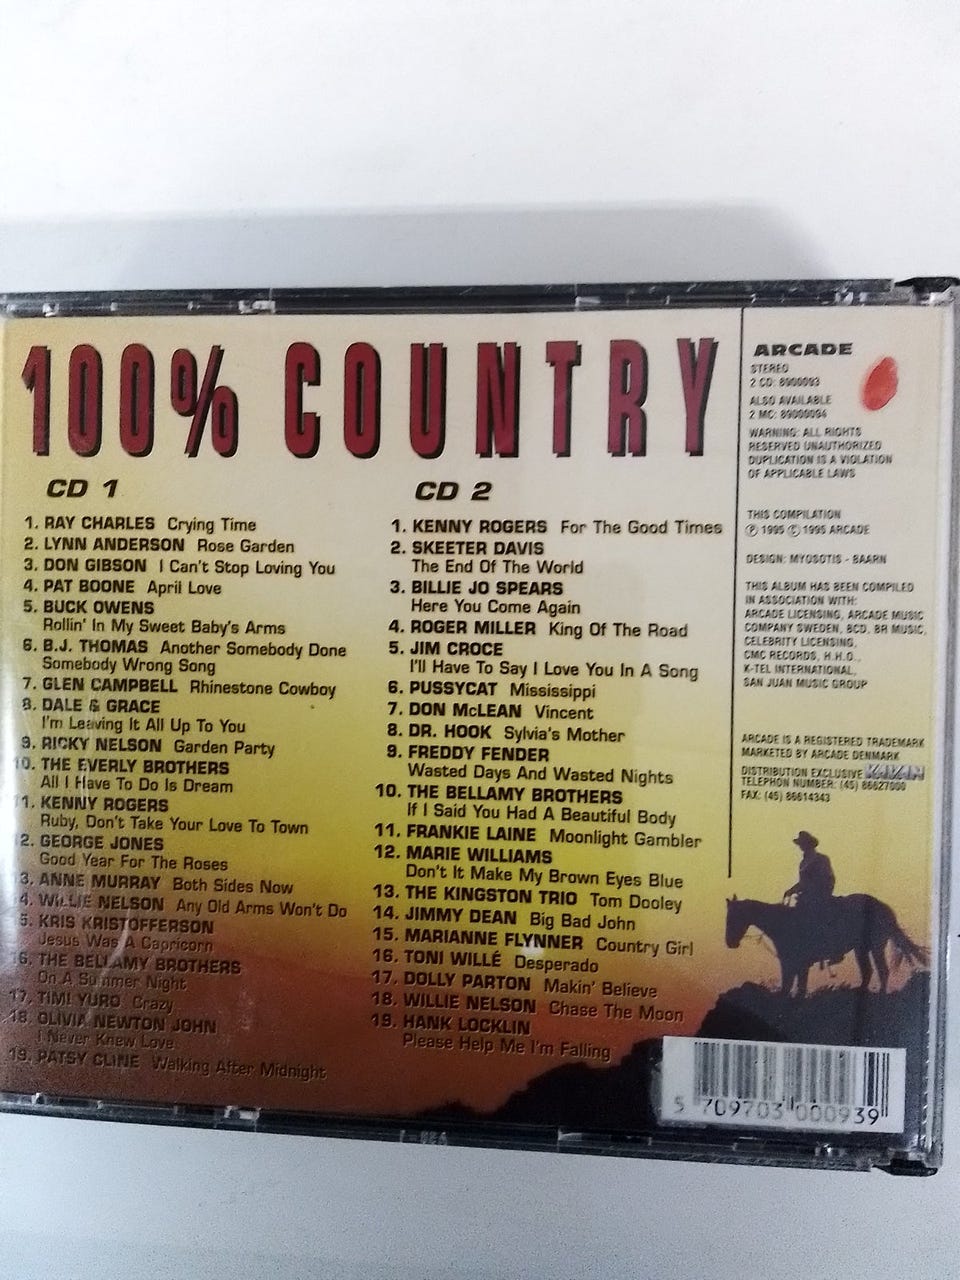 100% COUNTRY
CD 1
1. RAY CHARLES Crying Time
2. LYNN ANDERSON Rose Garden
3. DON GIBSON I Can't Stop Loving You
4. PAT BOONE April Love
5. BUCK OWENS
Rollin' In My Sweet Baby's Arms
6. B.J. THOMAS Another Somebody Done
Somebody Wrong Song
7. GLEN CAMPBELL Rhinestone Cowboy
8. DALE & GRACE
I'm Leaving It All Up To You
9. RICKY NELSON Garden Party
10. THE EVERLY BROTHERS
All I Have To Do Is Dream
11. KENNY ROGERS
Ruby, Don't Take Your Love To Town
12. GEORGE JONES
Good Year For The Roses
13. ANNE MURRAY Both Sides Now
14. WILLIE NELSON Any Old Arms Won't Do
15. KRIS KRISTOFFERSON
Jesus Was A Capricorn
16. THE BELLAMY BROTHERS
On A Summer Night
17. TIMI YURO Crazy
18. OLIVIA NEWTON JOHN
I Never Knew Love
19. PATSY CLINE Walking After Midnight
CD 2
1. KENNY ROGERS For The Good Times
2. SKEETER DAVIS
The End Of The World
3. BILLIE JO SPEARS
Here You Come Again
4. ROGER MILLER King Of The Road
5. JIM CROCE
I'll Have To Say I Love You In A Song
6. PUSSYCAT Mississippi
7. DON McLEAN Vincent
8. DR. HOOK Sylvia's Mother
9. FREDDY FENDER
Wasted Days And Wasted Nights
10. THE BELLAMY BROTHERS
If I Said You Had A Beautiful Body
11. FRANKIE LAINE Moonlight Gambler
12. MARIE WILLIAMS
Don't It Make My Brown Eyes Blue
13. THE KINGSTON TRIO Tom Dooley
14. JIMMY DEAN Big Bad John
15. MARIANNE FLYNNER Country Girl
16. TONI WILLÉ Desperado
17. DOLLY PARTON Makin' Believe
18. WILLIE NELSON Chase The Moon
19. HANK LOCKLIN
Please Help Me I'm Falling
ARCADE
STEREO
2 CD: 8900093
ALSO AVAILABLE
2 MC: 89000094
WARNING: ALL RIGHTS
RESERVED UNAUTHORIZED
DUPLICATION IS A VIOLATION
OF APPLICABLE LAWS
THIS COMPILATION
℗ 1995 © 1995 ARCADE
DESIGN: MYOSOTIS - BAARN
THIS ALBUM HAS BEEN COMPILED
IN ASSOCIATION WITH:
ARCADE LICENSING, ARCADE MUSIC
COMPANY SWEDEN, BCD, BR MUSIC,
CELEBRITY LICENSING,
CMC RECORDS, H.H.O.,
K-TEL INTERNATIONAL,
SAN JUAN MUSIC GROUP
ARCADE IS A REGISTERED TRADEMARK
MARKETED BY ARCADE DENMARK
DISTRIBUTION EXCLUSIVE
TELEPHON NUMBER: (45) 86627000
FAX: (45) 86614343
5 709703 000939